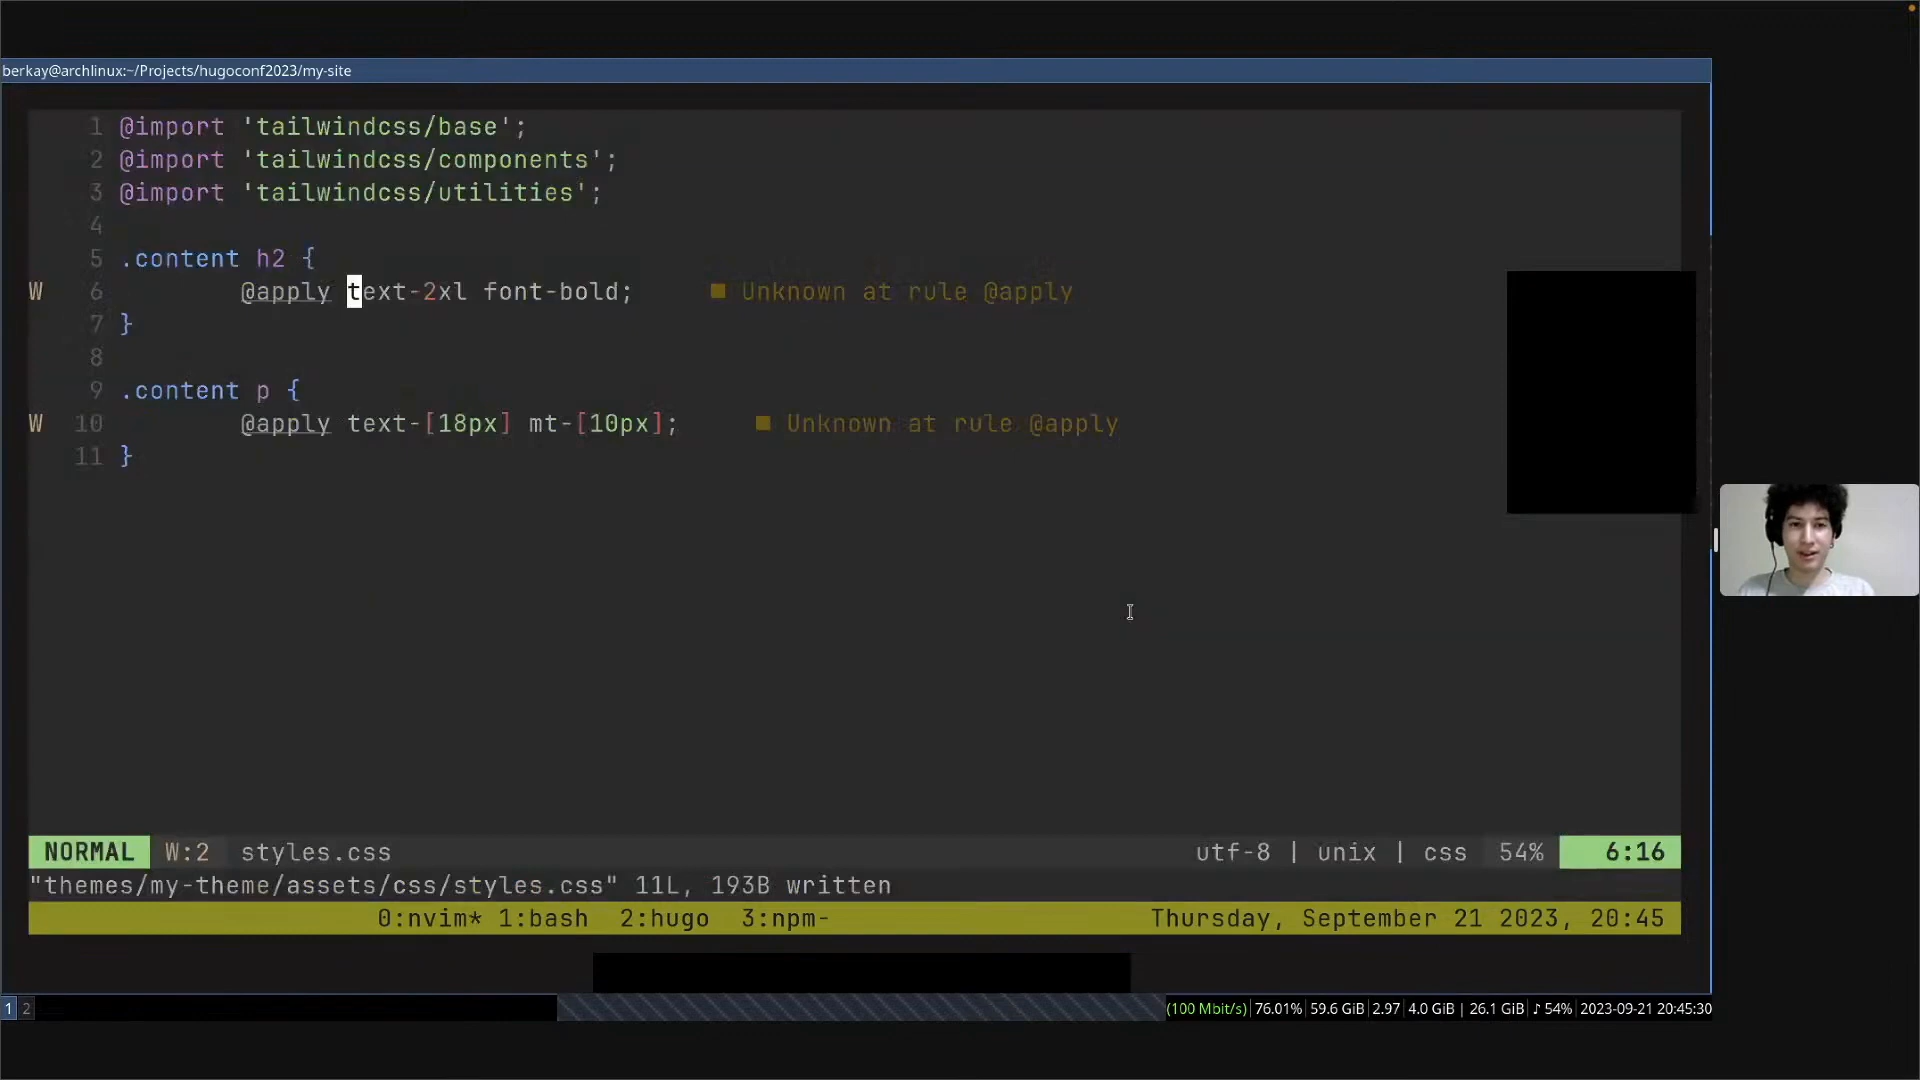 berkay@archlinux:~/Projects/hugoconf2023/my-site
1 @import 'tailwindcss/base';
2 @import 'tailwindcss/components';
3 @import 'tailwindcss/utilities';
4
5 .content h2 {
W 6 @apply text-2xl font-bold; ■ Unknown at rule @apply
7 }
8
9 .content p {
W 10 @apply text-[18px] mt-[10px]; ■ Unknown at rule @apply
11 }
NORMAL W:2 styles.css utf-8 | unix | css 54% 6:16
"themes/my-theme/assets/css/styles.css" 11L, 193B written
0:nvim* 1:bash 2:hugo 3:npm- Thursday, September 21 2023, 20:45
1 2 (100 Mbit/s) 76.01% 59.6 GiB 2.97 4.0 GiB | 26.1 GiB ♪ 54% 2023-09-21 20:45:30